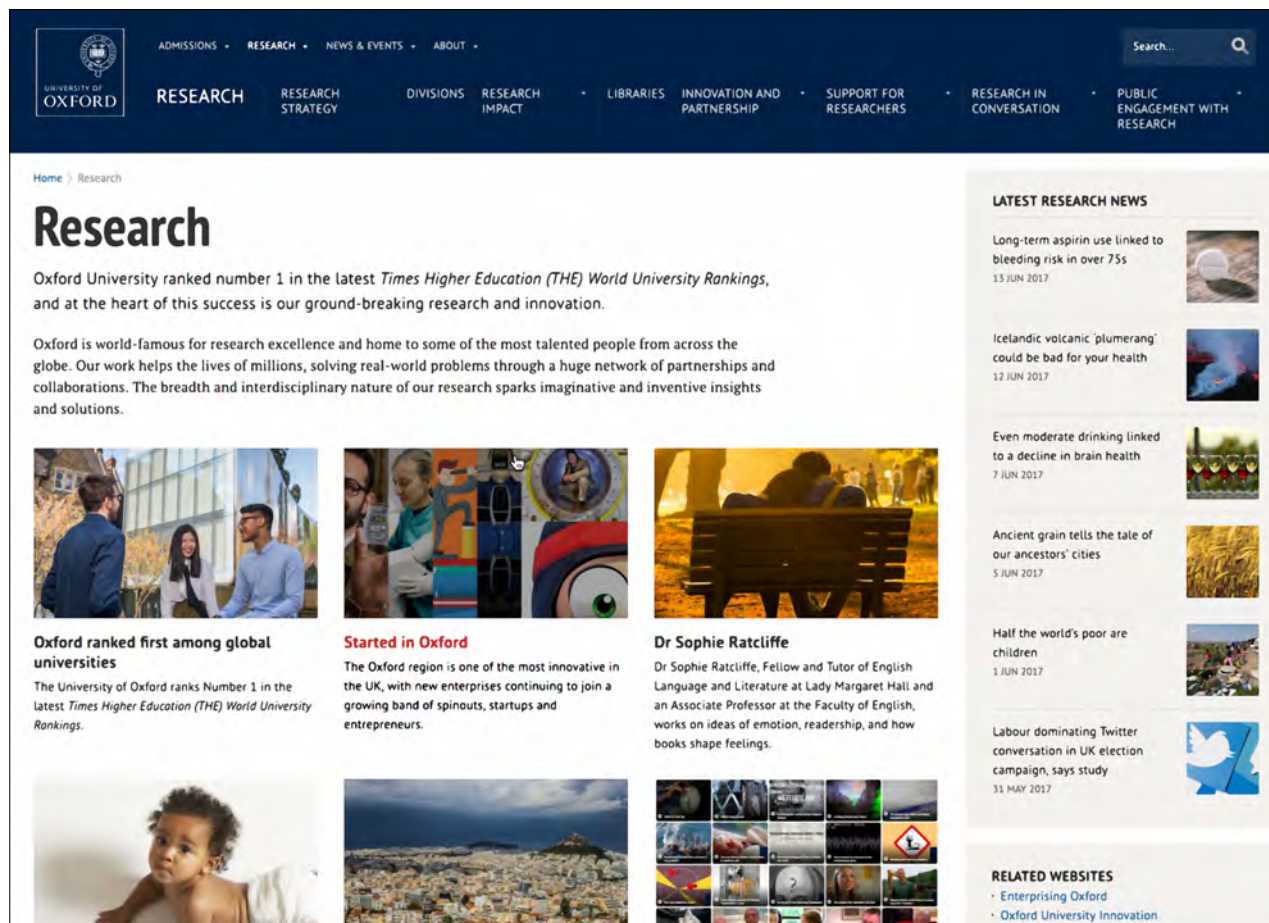 UNIVERSITY OF
OXFORD
ADMISSIONS
RESEARCH
NEWS & EVENTS
ABOUT
Search...
RESEARCH
RESEARCH
STRATEGY
DIVISIONS
RESEARCH
IMPACT
LIBRARIES
INNOVATION AND
PARTNERSHIP
SUPPORT FOR
RESEARCHERS
RESEARCH IN
CONVERSATION
PUBLIC
ENGAGEMENT WITH
RESEARCH
Home
Research
Research
Oxford University ranked number 1 in the latest Times Higher Education (THE) World University Rankings,
and at the heart of this success is our ground-breaking research and innovation.
Oxford is world-famous for research excellence and home to some of the most talented people from across the
globe. Our work helps the lives of millions, solving real-world problems through a huge network of partnerships and
collaborations. The breadth and interdisciplinary nature of our research sparks imaginative and inventive insights
and solutions.
Oxford ranked first among global
universities
The University of Oxford ranks Number 1 in the
latest Times Higher Education (THE) World University
Rankings.
Started in Oxford
The Oxford region is one of the most innovative in
the UK, with new enterprises continuing to join a
growing band of spinouts, startups and
entrepreneurs.
Dr Sophie Ratcliffe
Dr Sophie Ratcliffe, Fellow and Tutor of English
Language and Literature at Lady Margaret Hall and
an Associate Professor at the Faculty of English,
works on ideas of emotion, readership, and how
books shape feelings.
LATEST RESEARCH NEWS
Long-term aspirin use linked to
bleeding risk in over 75s
13 JUN 2017
Icelandic volcanic 'plumerang'
could be bad for your health
12 JUN 2017
Even moderate drinking linked
to a decline in brain health
7 JUN 2017
Ancient grain tells the tale of
our ancestors' cities
5 JUN 2017
Half the world's poor are
children
1 JUN 2017
Labour dominating Twitter
conversation in UK election
campaign, says study
31 MAY 2017
RELATED WEBSITES
· Enterprising Oxford
· Oxford University Innovation